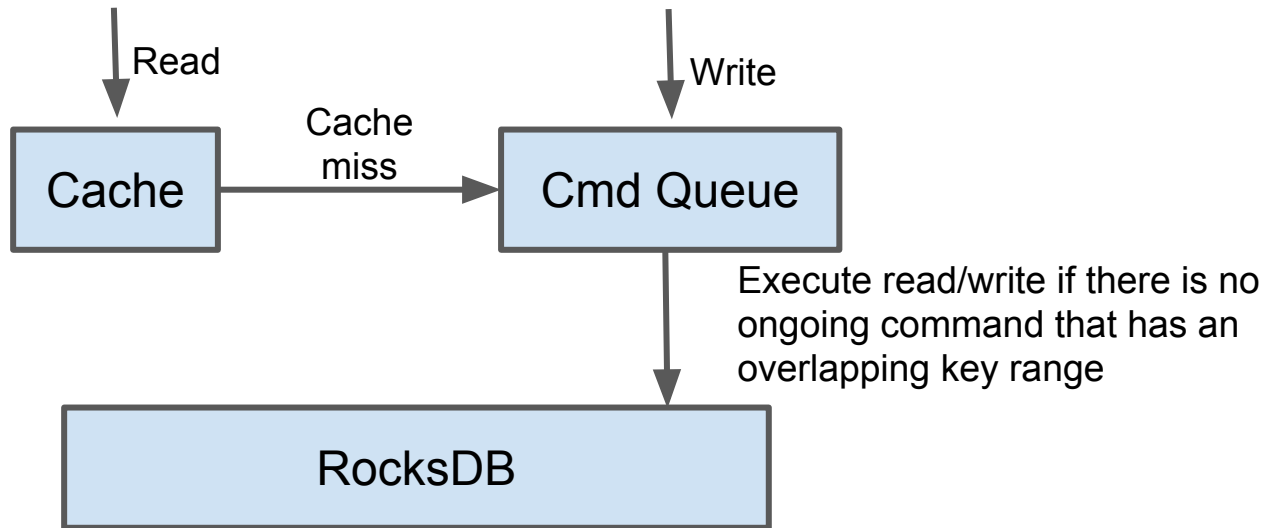 Read
Write
Cache
miss
Cache
Cmd Queue
Execute read/write if there is no
ongoing command that has an
overlapping key range
RocksDB